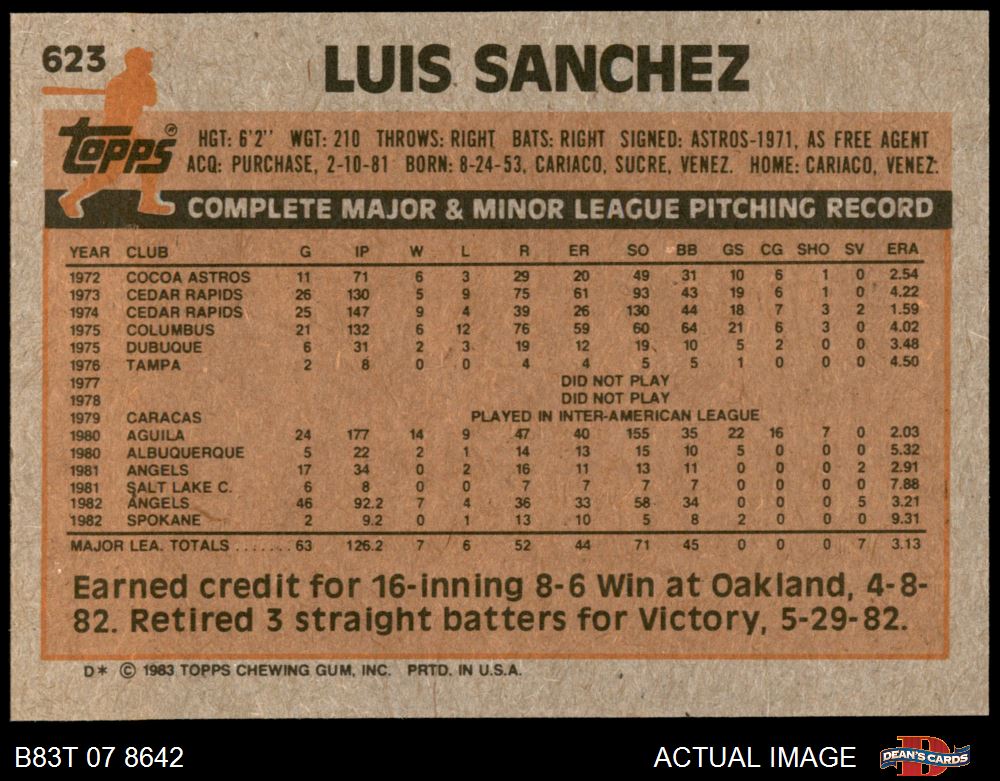 623
LUIS SANCHEZ
Topps®
HGT: 6'2" WGT: 210 THROWS: RIGHT BATS: RIGHT SIGNED: ASTROS-1971, AS FREE AGENT
ACQ: PURCHASE, 2-10-81 BORN: 8-24-53, CARIACO, SUCRE, VENEZ. HOME: CARIACO, VENEZ.
COMPLETE MAJOR & MINOR LEAGUE PITCHING RECORD
YEAR CLUB G IP W L R ER SO BB GS CG SHO SV ERA
1972 COCOA ASTROS 11 71 6 3 29 20 49 31 10 6 1 0 2.54
1973 CEDAR RAPIDS 26 130 5 9 75 61 93 43 19 6 1 0 4.22
1974 CEDAR RAPIDS 25 147 9 4 39 26 130 44 18 7 3 2 1.59
1975 COLUMBUS 21 132 6 12 76 59 60 64 21 6 3 0 4.02
1975 DUBUQUE 6 31 2 3 19 12 19 10 5 2 0 0 3.48
1976 TAMPA 2 8 0 0 4 4 5 5 1 0 0 0 4.50
1977 DID NOT PLAY
1978 DID NOT PLAY
1979 CARACAS PLAYED IN INTER-AMERICAN LEAGUE
1980 AGUILA 24 177 14 9 47 40 155 35 22 16 7 0 2.03
1980 ALBUQUERQUE 5 22 2 1 14 13 15 10 5 0 0 0 5.32
1981 ANGELS 17 34 0 2 16 11 13 11 0 0 0 2 2.91
1981 SALT LAKE C. 6 8 0 0 7 7 7 7 0 0 0 0 7.88
1982 ANGELS 46 92.2 7 4 36 33 58 34 0 0 0 5 3.21
1982 SPOKANE 2 9.2 0 1 13 10 5 8 2 0 0 0 9.31
MAJOR LEA. TOTALS ...... 63 126.2 7 6 52 44 71 45 0 0 0 7 3.13
Earned credit for 16-inning 8-6 Win at Oakland, 4-8-
82. Retired 3 straight batters for Victory, 5-29-82.
D* © 1983 TOPPS CHEWING GUM, INC. PRTD. IN U.S.A.
B83T 07 8642 ACTUAL IMAGE D DEAN'S CARDS